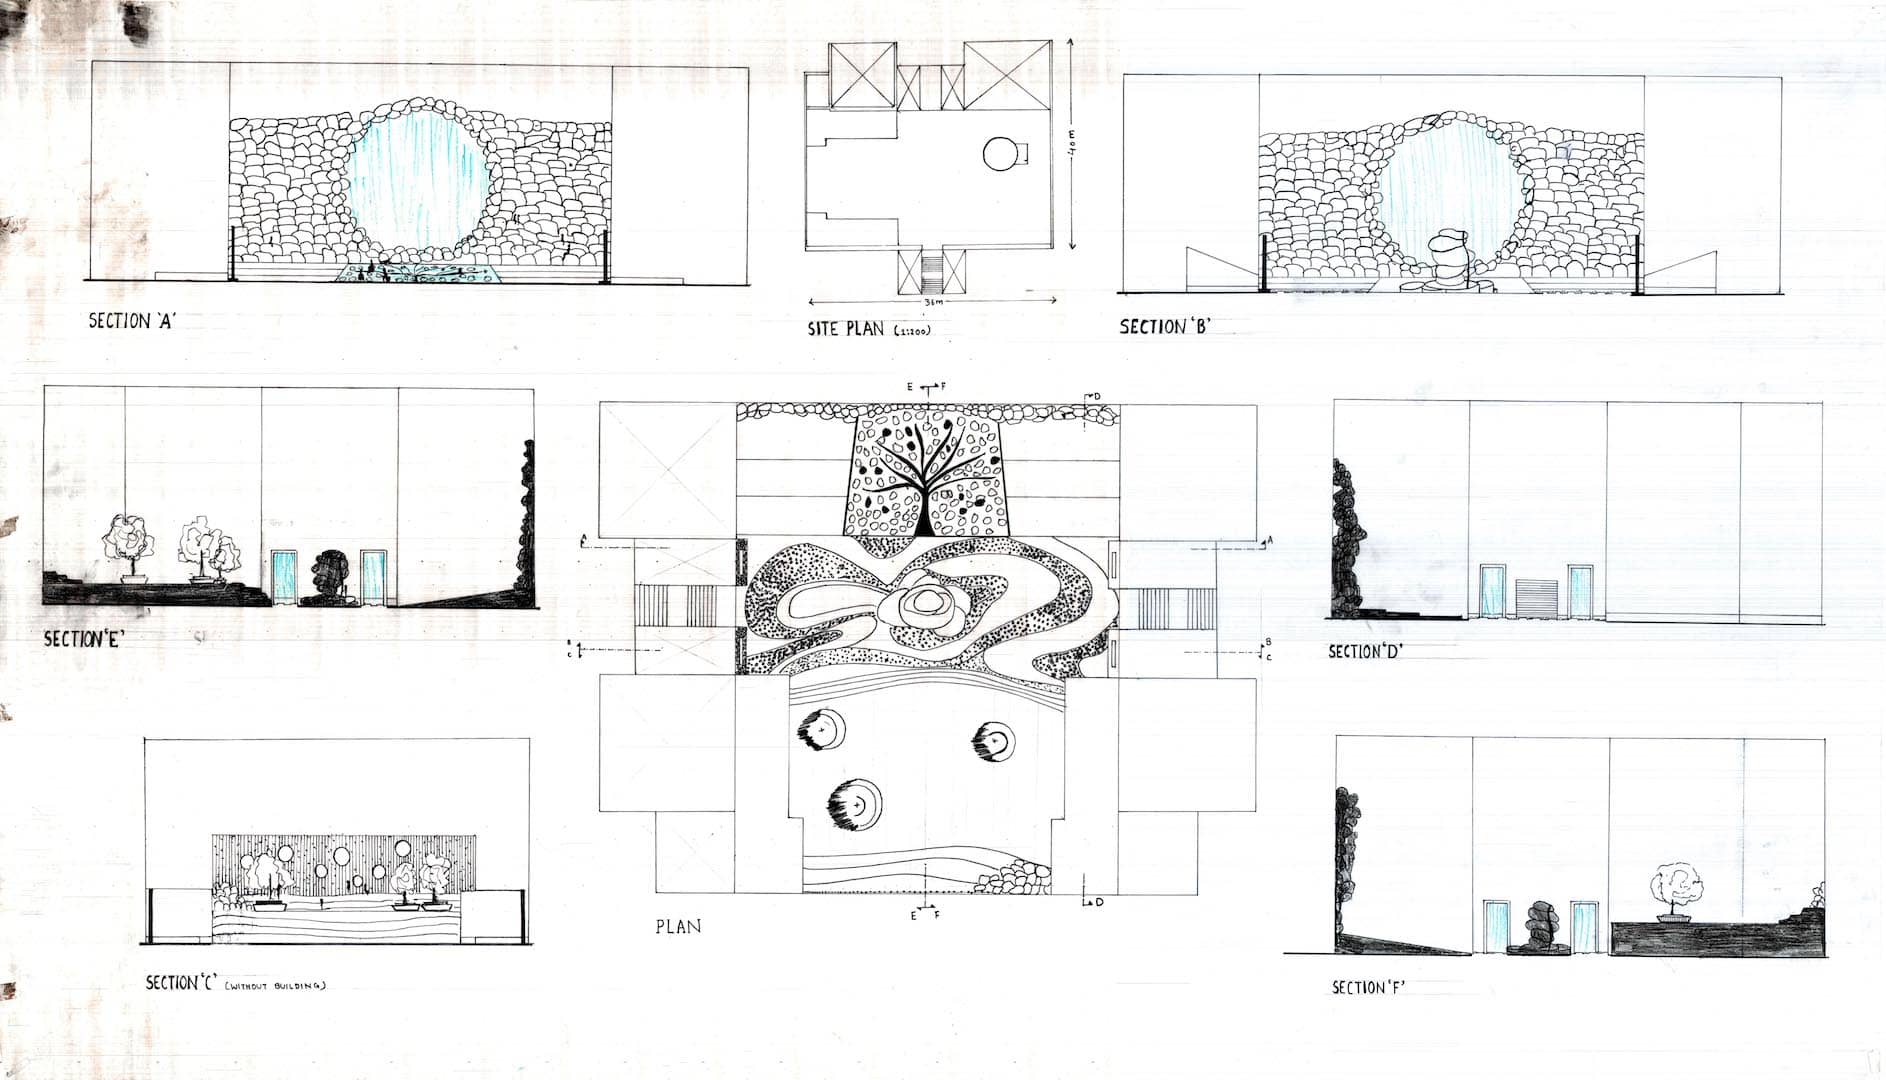 E
40m
36m
SECTION 'A'
SITE PLAN (1:200)
SECTION 'B'
E F
D
A A
B B
C C
SECTION 'E'
SECTION 'D'
E F
D
PLAN
SECTION 'C' (WITHOUT BUILDING)
SECTION 'F'